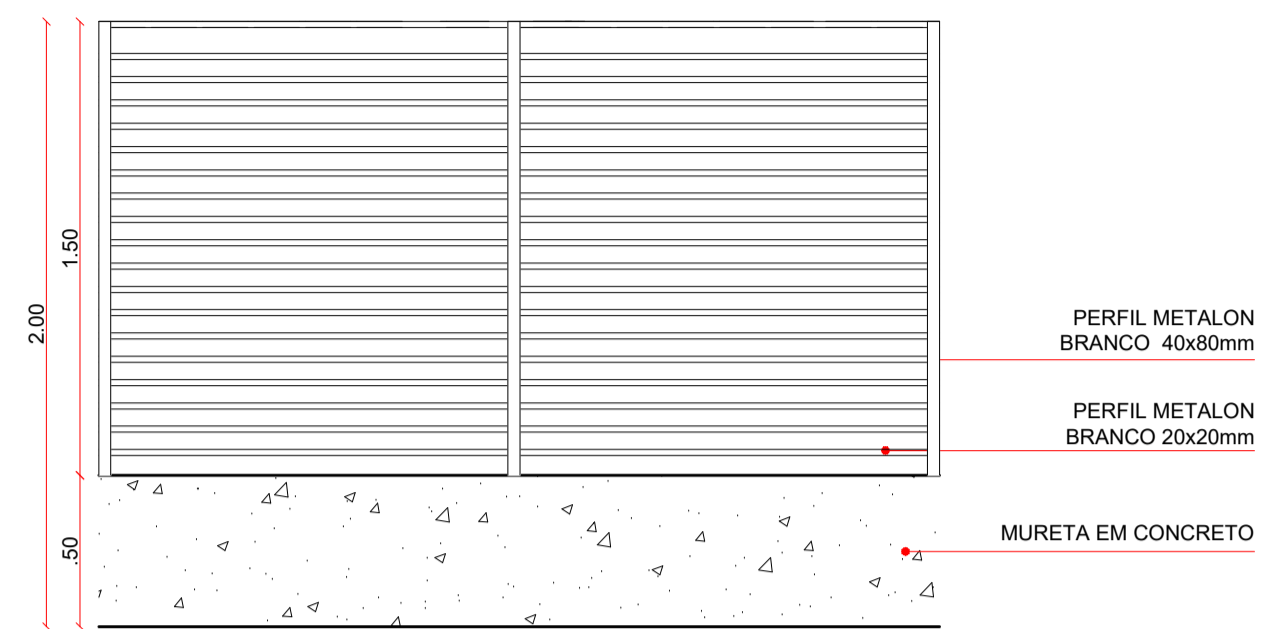 2.00
1.50
.50
PERFIL METALON
BRANCO 40x80mm
PERFIL METALON
BRANCO 20x20mm
MURETA EM CONCRETO